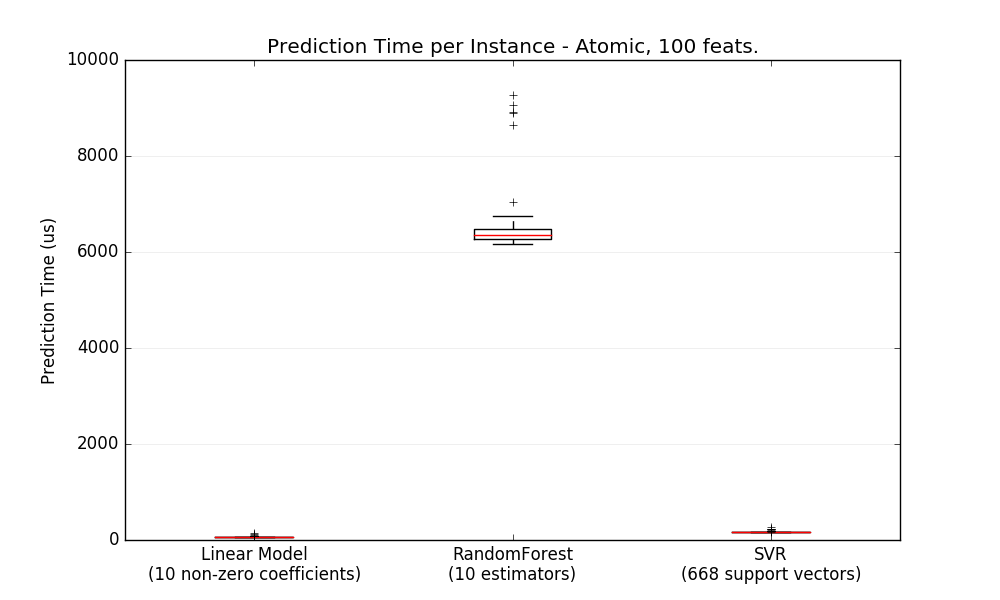 Prediction Time per Instance - Atomic, 100 feats.
10000
8000
6000
4000
2000
0
Prediction Time (us)
Linear Model
(10 non-zero coefficients)
RandomForest
(10 estimators)
SVR
(668 support vectors)